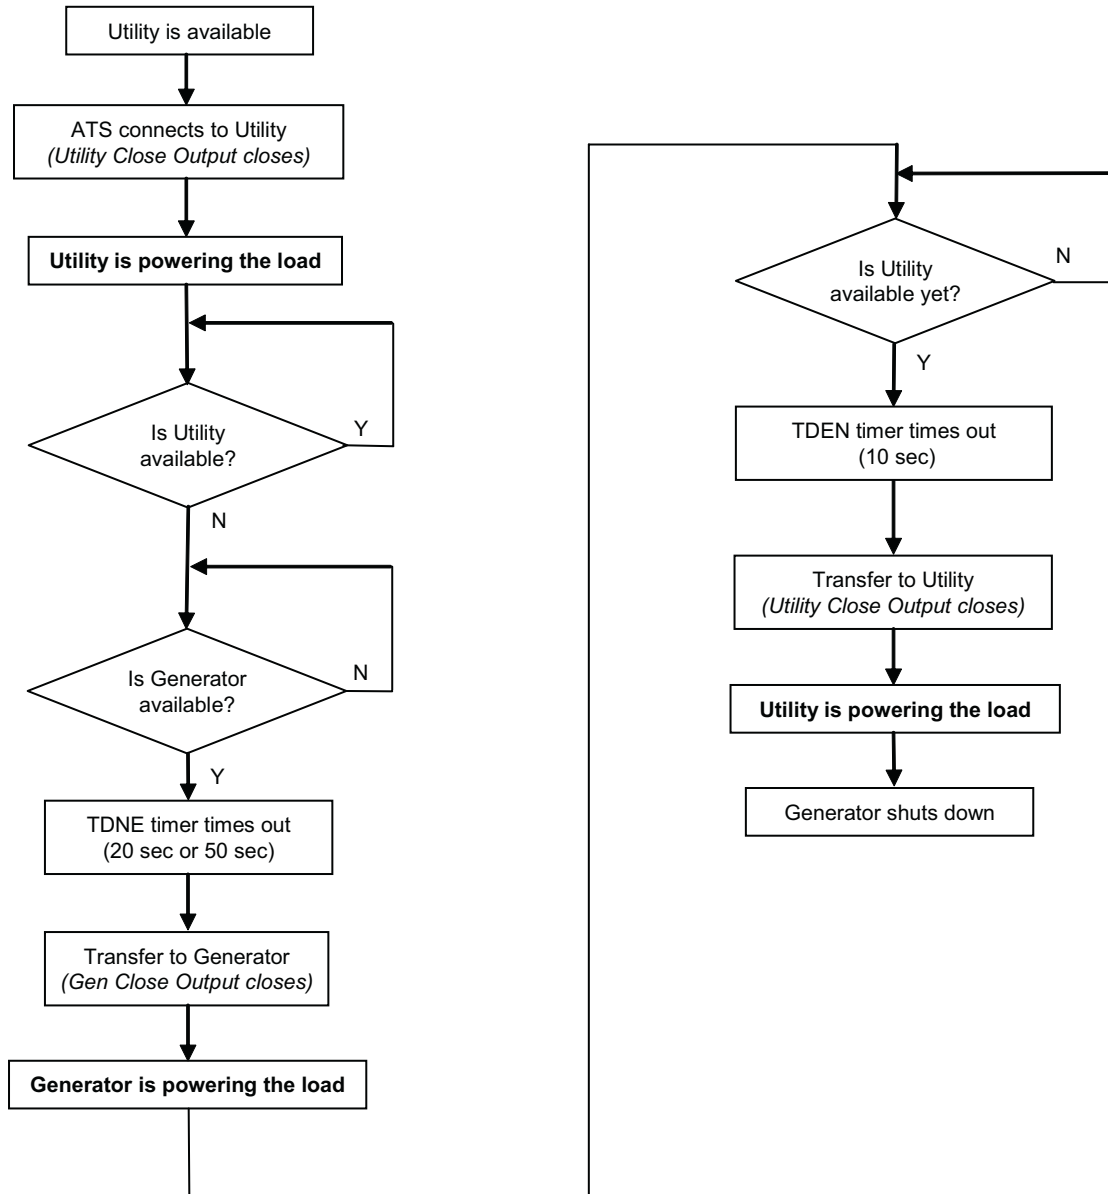 Utility is available
ATS connects to Utility
(Utility Close Output closes)
Utility is powering the load
Is Utility
available?
Y
N
Is Generator
available?
N
Y
TDNE timer times out
(20 sec or 50 sec)
Transfer to Generator
(Gen Close Output closes)
Generator is powering the load
Is Utility
available yet?
N
Y
TDEN timer times out
(10 sec)
Transfer to Utility
(Utility Close Output closes)
Utility is powering the load
Generator shuts down